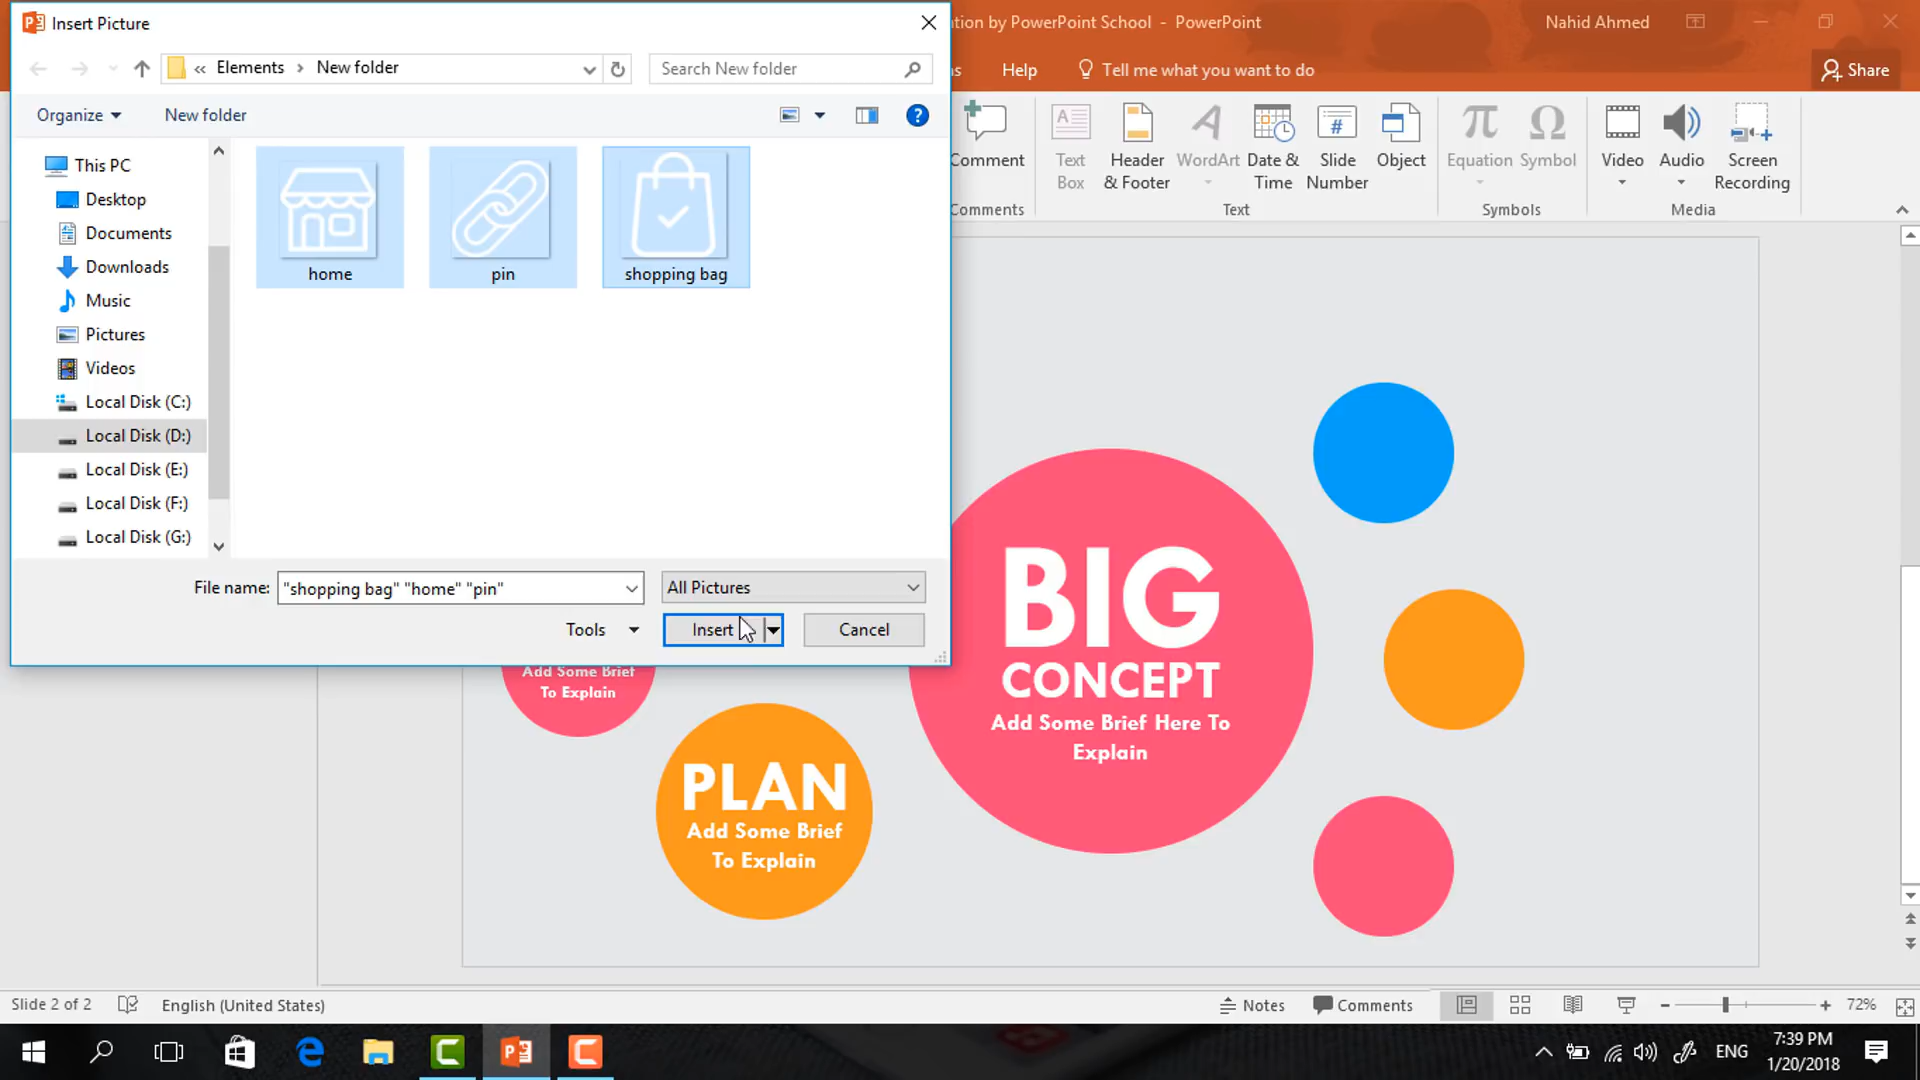 Insert Picture
ation by PowerPoint School - PowerPoint
Nahid Ahmed
« Elements > New folder
Search New folder
Help
Tell me what you want to do
Share
Organize
New folder
Comment
Text Box
Header & Footer
WordArt
Date & Time
Slide Number
Object
Equation
Symbol
Video
Audio
Screen Recording
Comments
Text
Symbols
Media
This PC
Desktop
Documents
Downloads
Music
Pictures
Videos
Local Disk (C:)
Local Disk (D:)
Local Disk (E:)
Local Disk (F:)
Local Disk (G:)
home
pin
shopping bag
File name:
"shopping bag" "home" "pin"
All Pictures
Tools
Insert
Cancel
Add Some Brief
To Explain
PLAN
Add Some Brief
To Explain
BIG
CONCEPT
Add Some Brief Here To
Explain
Slide 2 of 2
English (United States)
Notes
Comments
72%
ENG
7:39 PM
1/20/2018